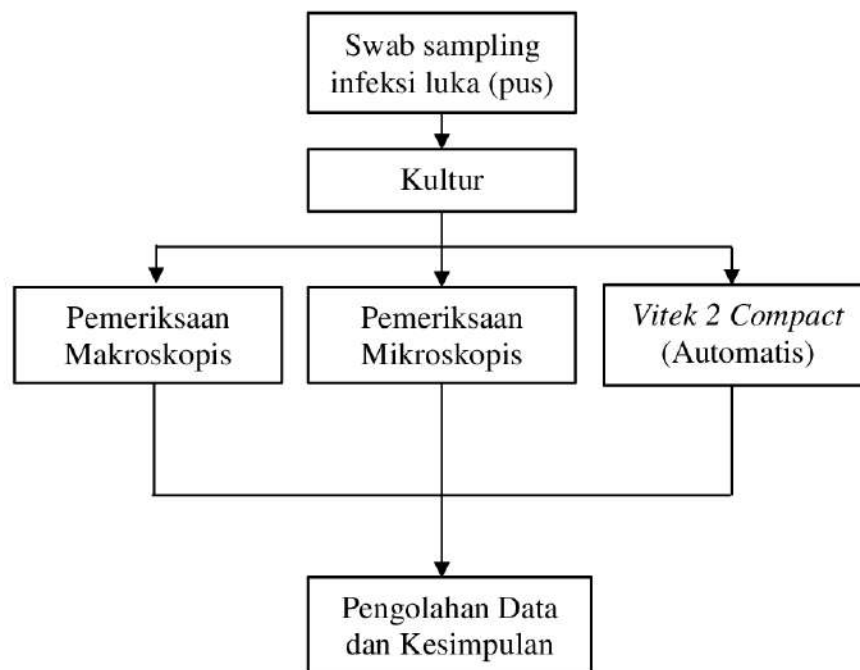 Swab sampling
infeksi luka (pus)
Kultur
Pemeriksaan
Makroskopis
Pemeriksaan
Mikroskopis
Vitek 2 Compact
(Automatis)
Pengolahan Data
dan Kesimpulan